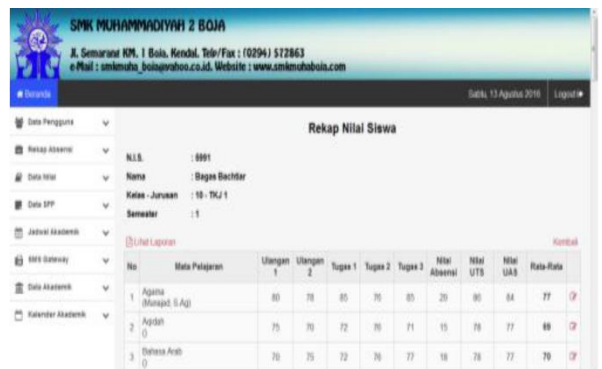 SMK MUHAMMADIYAH 2 BOJA
Jl. Semarang KM. 1 Boja. Kendal. Telp/Fax : (0294) 572863
e-Mail : smkmuha_boja@yahoo.co.id. Website : www.smkmuhaboja.com
Beranda
Sabtu, 13 Agustus 2016 Logout
Data Pengguna
Rekap Absensi
Data Nilai
Data SPP
Jadwal Akademik
SMS Gateway
Data Akademik
Kalender Akademik
Rekap Nilai Siswa
N.I.S. : 6991
Nama : Bagas Bachtiar
Kelas - Jurusan : 10 - TKJ 1
Semester : 1
Lihat Laporan Kembali
No Mata Pelajaran Ulangan 1 Ulangan 2 Tugas 1 Tugas 2 Tugas 3 Nilai Absensi Nilai UTS Nilai UAS Rata-Rata
1 Agama 80 78 85 76 85 20 80 84 77
(Munajad, S.Ag)
2 Aqidah 75 70 72 76 71 15 78 77 69
()
3 Bahasa Arab 70 75 72 76 77 18 78 77 70
()